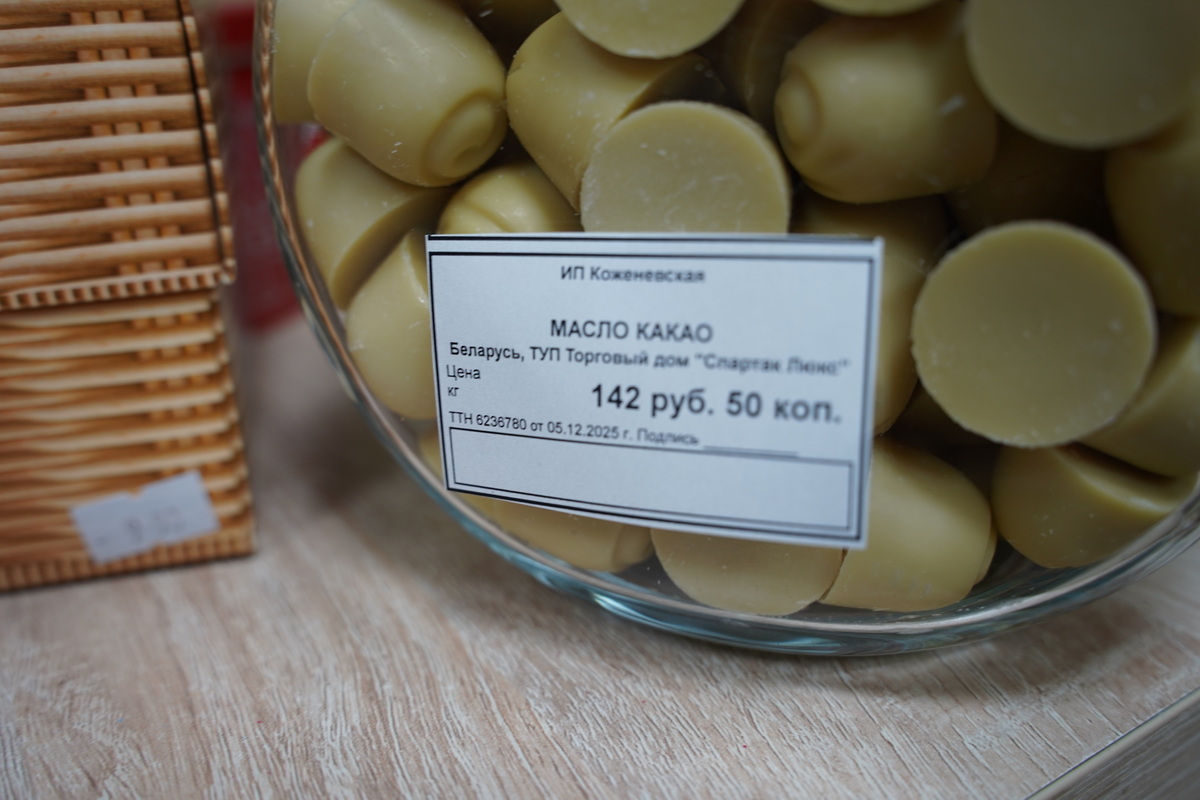 ИП Коженевская
МАСЛО КАКАО
Беларусь, ТУП Торговый дом "Спартак Люкс"
Цена
кг
142 руб. 50 коп.
ТТН 6236780 от 05.12.2025 г. Подпись